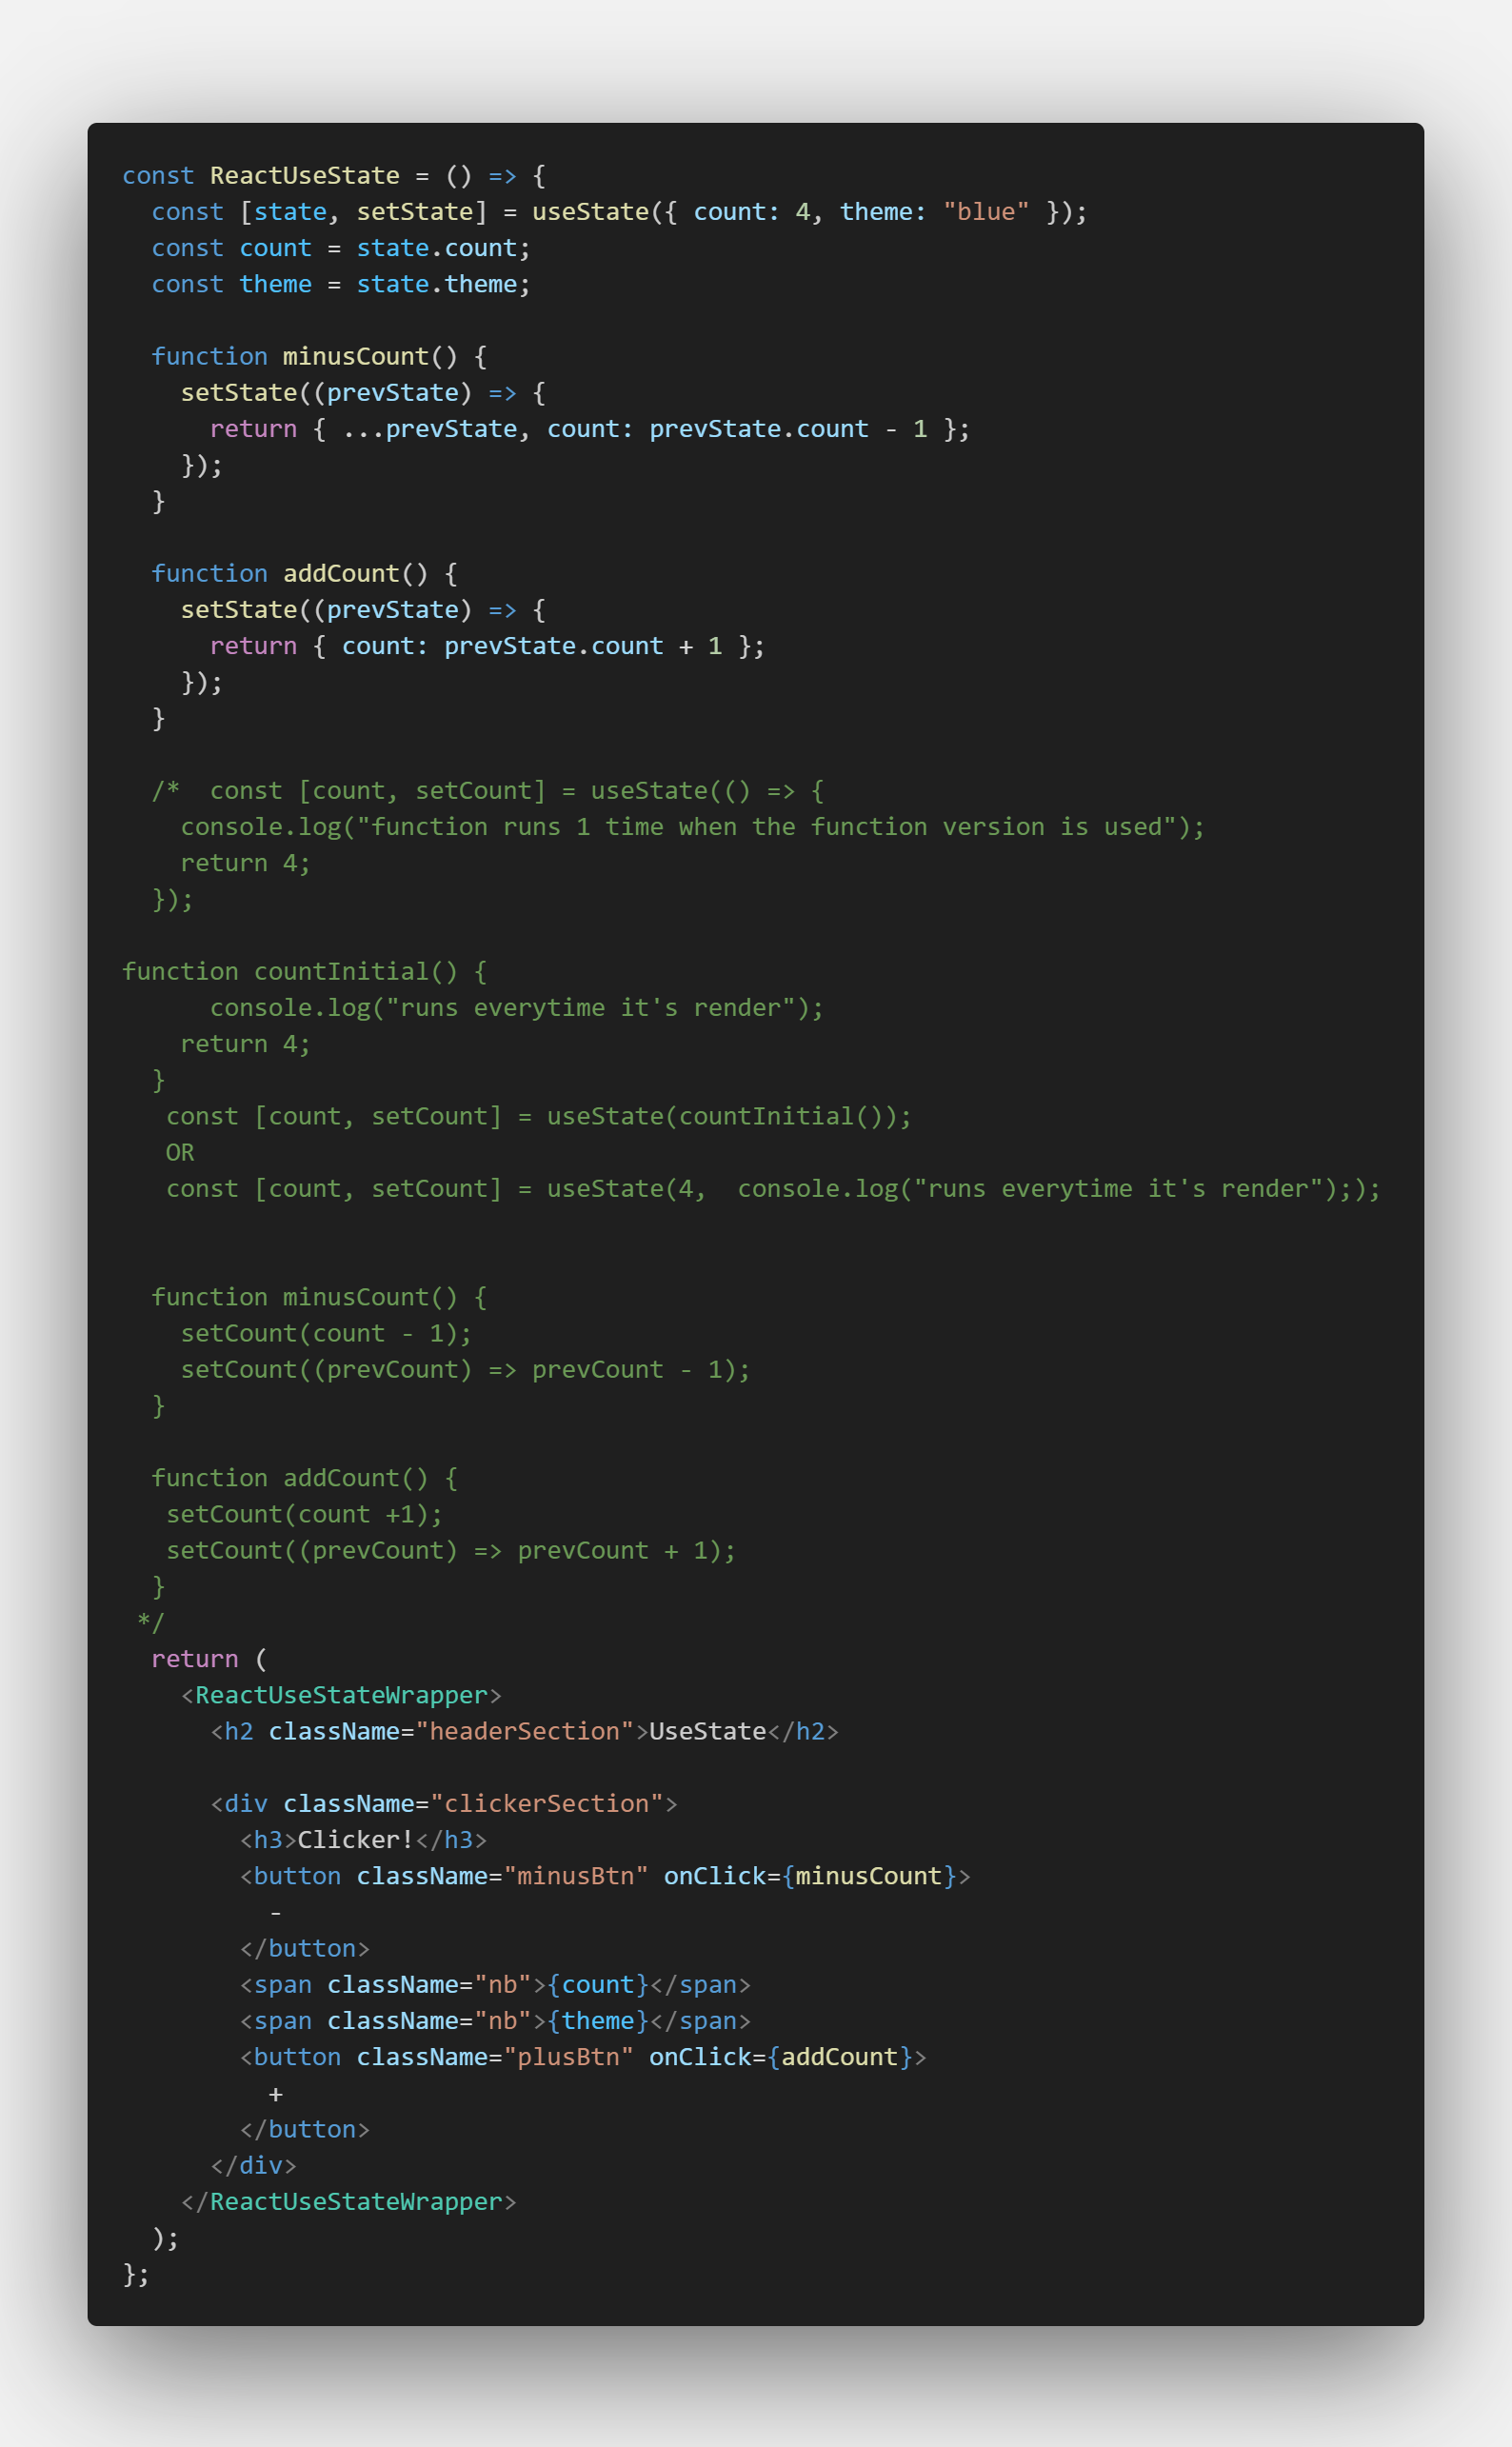 const ReactUseState = () => {
  const [state, setState] = useState({ count: 4, theme: "blue" });
  const count = state.count;
  const theme = state.theme;

  function minusCount() {
    setState((prevState) => {
      return { ...prevState, count: prevState.count - 1 };
    });
  }

  function addCount() {
    setState((prevState) => {
      return { count: prevState.count + 1 };
    });
  }

  /*  const [count, setCount] = useState(() => {
    console.log("function runs 1 time when the function version is used");
    return 4;
  });

function countInitial() {
      console.log("runs everytime it's render");
    return 4;
  }
   const [count, setCount] = useState(countInitial());
   OR
   const [count, setCount] = useState(4,  console.log("runs everytime it's render"););


  function minusCount() {
    setCount(count - 1);
    setCount((prevCount) => prevCount - 1);
  }

  function addCount() {
   setCount(count +1);
   setCount((prevCount) => prevCount + 1);
  }
 */
  return (
    <ReactUseStateWrapper>
      <h2 className="headerSection">UseState</h2>

      <div className="clickerSection">
        <h3>Clicker!</h3>
        <button className="minusBtn" onClick={minusCount}>
          -
        </button>
        <span className="nb">{count}</span>
        <span className="nb">{theme}</span>
        <button className="plusBtn" onClick={addCount}>
          +
        </button>
      </div>
    </ReactUseStateWrapper>
  );
};